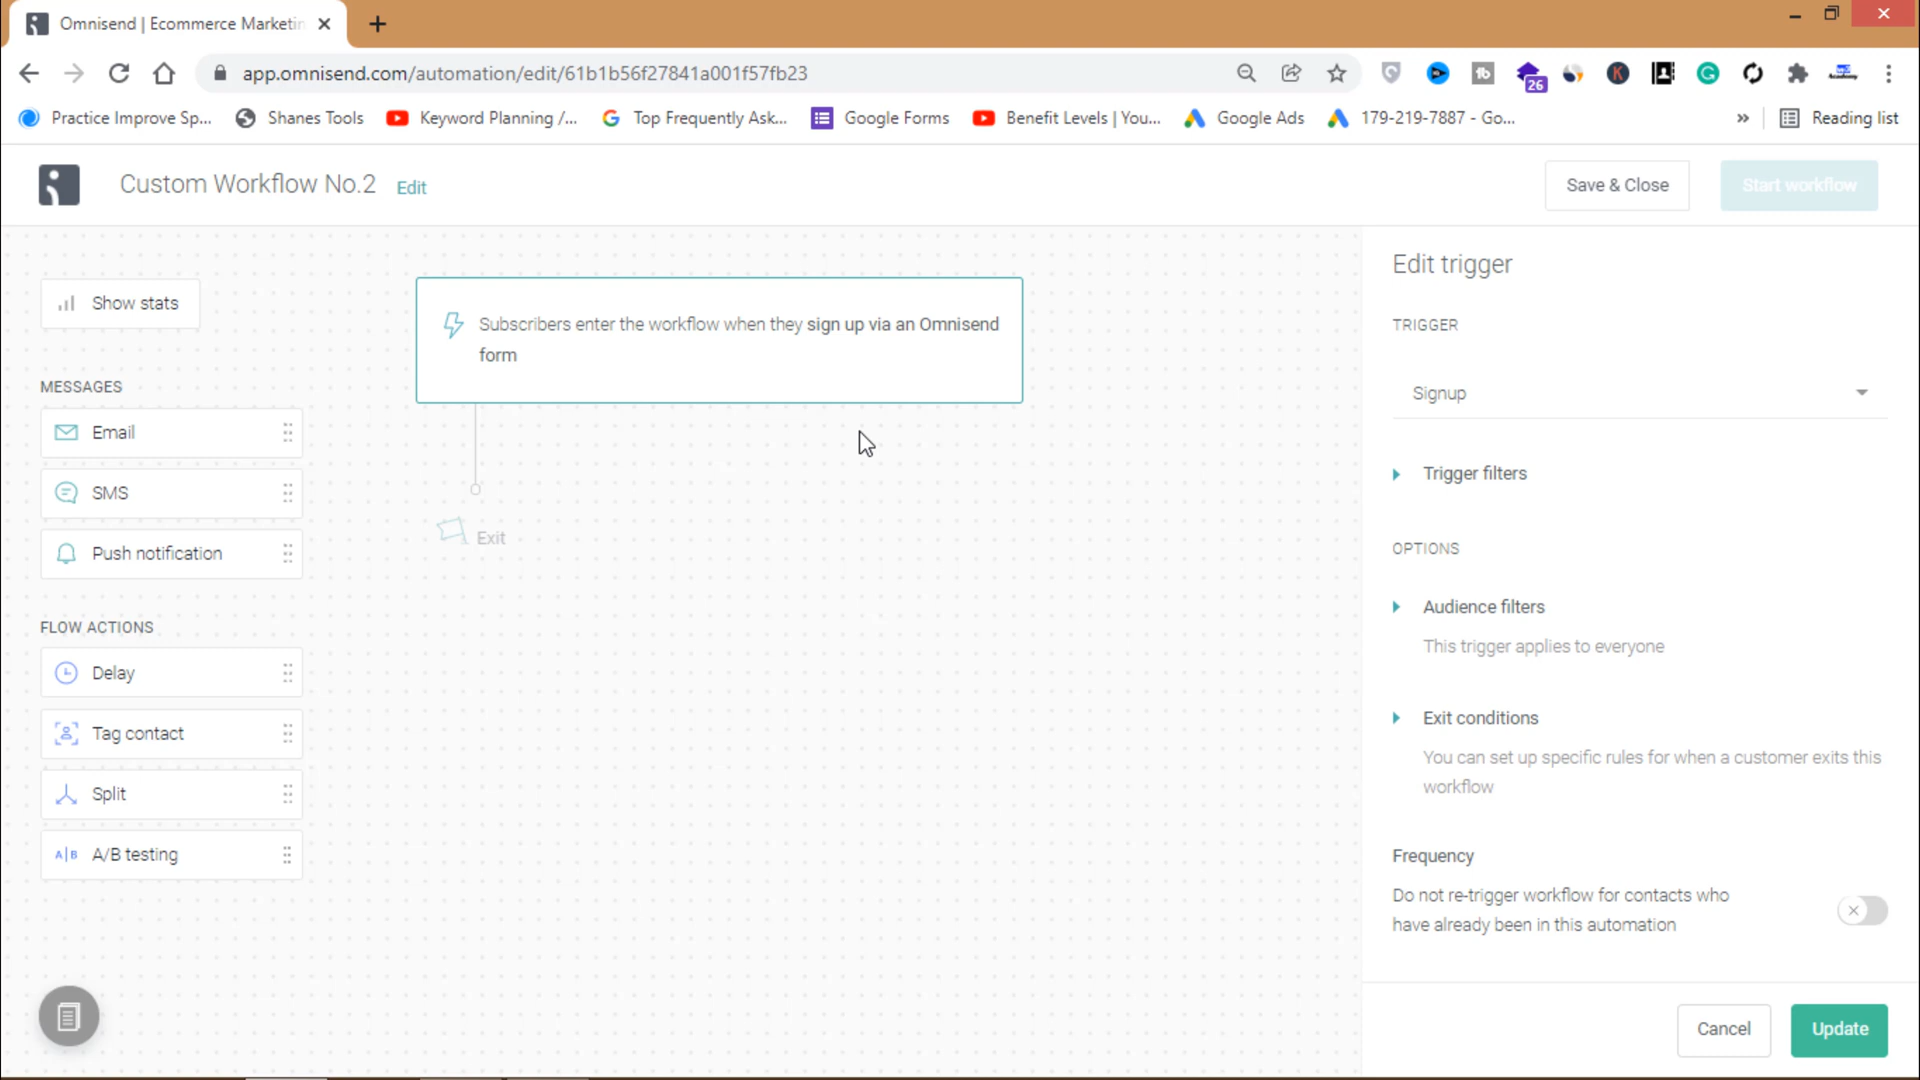 Omnisend | Ecommerce Marketin
app.omnisend.com/automation/edit/61b1b56f27841a001f57fb23
26
Practice Improve Sp...
Shanes Tools
Keyword Planning /...
Top Frequently Ask...
Google Forms
Benefit Levels | You...
Google Ads
179-219-7887 - Go...
Reading list
Custom Workflow No.2
Edit
Save & Close
Start workflow
Show stats
MESSAGES
Email
SMS
Push notification
FLOW ACTIONS
Delay
Tag contact
Split
A|B A/B testing
Subscribers enter the workflow when they sign up via an Omnisend
form
Exit
Edit trigger
TRIGGER
Signup
Trigger filters
OPTIONS
Audience filters
This trigger applies to everyone
Exit conditions
You can set up specific rules for when a customer exits this
workflow
Frequency
Do not re-trigger workflow for contacts who
have already been in this automation
Cancel
Update